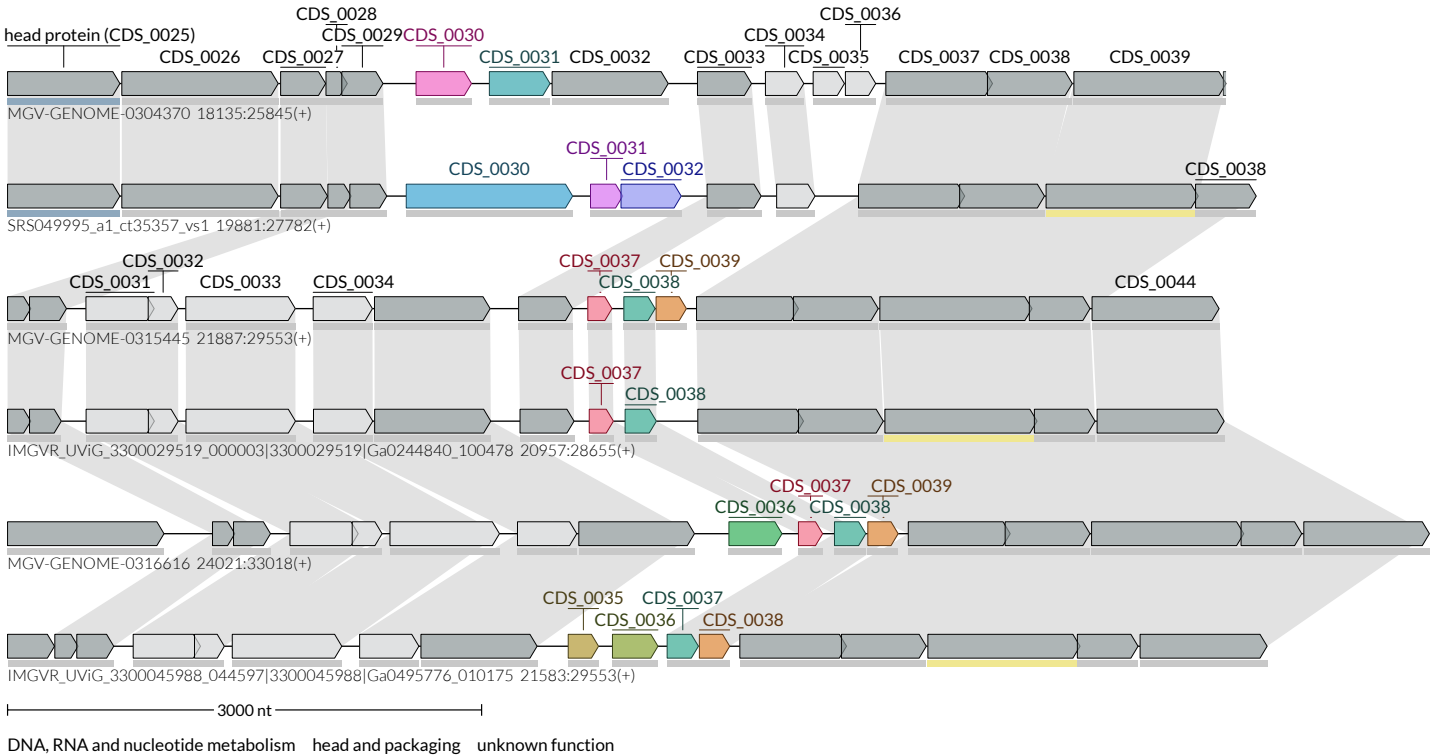 CDS_0028
CDS_0036
head protein (CDS_0025) CDS_0029 CDS_0030 CDS_0034
CDS_0026 CDS_0027 CDS_0031 CDS_0032 CDS_0033 CDS_0035 CDS_0037 CDS_0038 CDS_0039
MGV-GENOME-0304370 18135:25845(+)
CDS_0031
CDS_0030 CDS_0032 CDS_0038
SRS049995_a1_ct35357_vs1 19881:27782(+)
CDS_0032 CDS_0037 CDS_0039
CDS_0031 CDS_0033 CDS_0034 CDS_0038 CDS_0044
MGV-GENOME-0315445 21887:29553(+)
CDS_0037
CDS_0038
IMGVR_UViG_3300029519_000003|3300029519|Ga0244840_100478 20957:28655(+)
CDS_0037 CDS_0039
CDS_0036 CDS_0038
MGV-GENOME-0316616 24021:33018(+)
CDS_0035 CDS_0037
CDS_0036 CDS_0038
IMGVR_UViG_3300045988_044597|3300045988|Ga0495776_010175 21583:29553(+)
3000 nt
DNA, RNA and nucleotide metabolism head and packaging unknown function